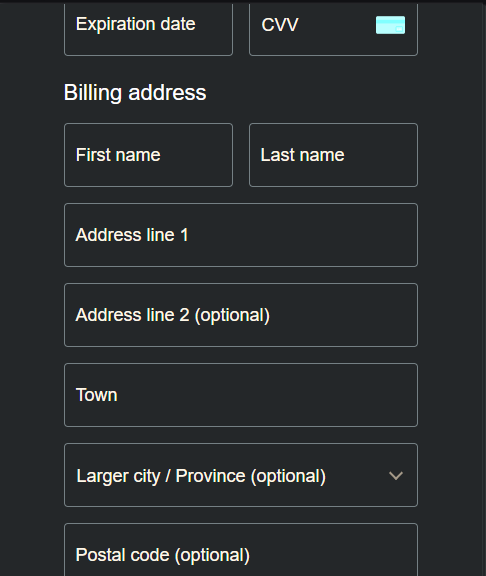 Expiration date
CVV
Billing address
First name
Last name
Address line 1
Address line 2 (optional)
Town
Larger city / Province (optional)
Postal code (optional)